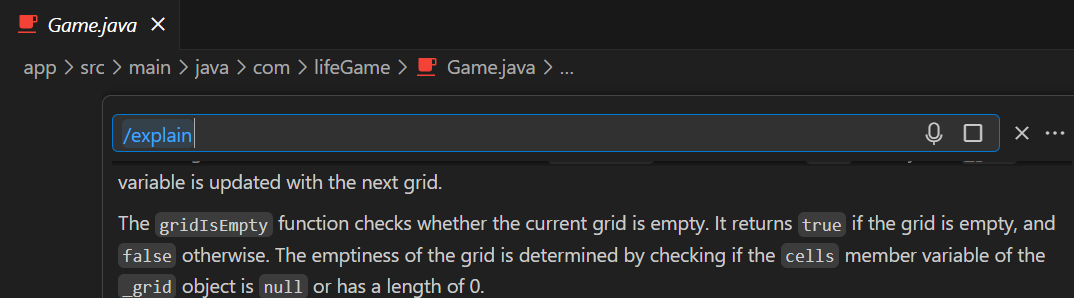 Game.java
app > src > main > java > com > lifeGame > Game.java > ...
/explain
variable is updated with the next grid.
The gridIsEmpty function checks whether the current grid is empty. It returns true if the grid is empty, and
false otherwise. The emptiness of the grid is determined by checking if the cells member variable of the
_grid object is null or has a length of 0.